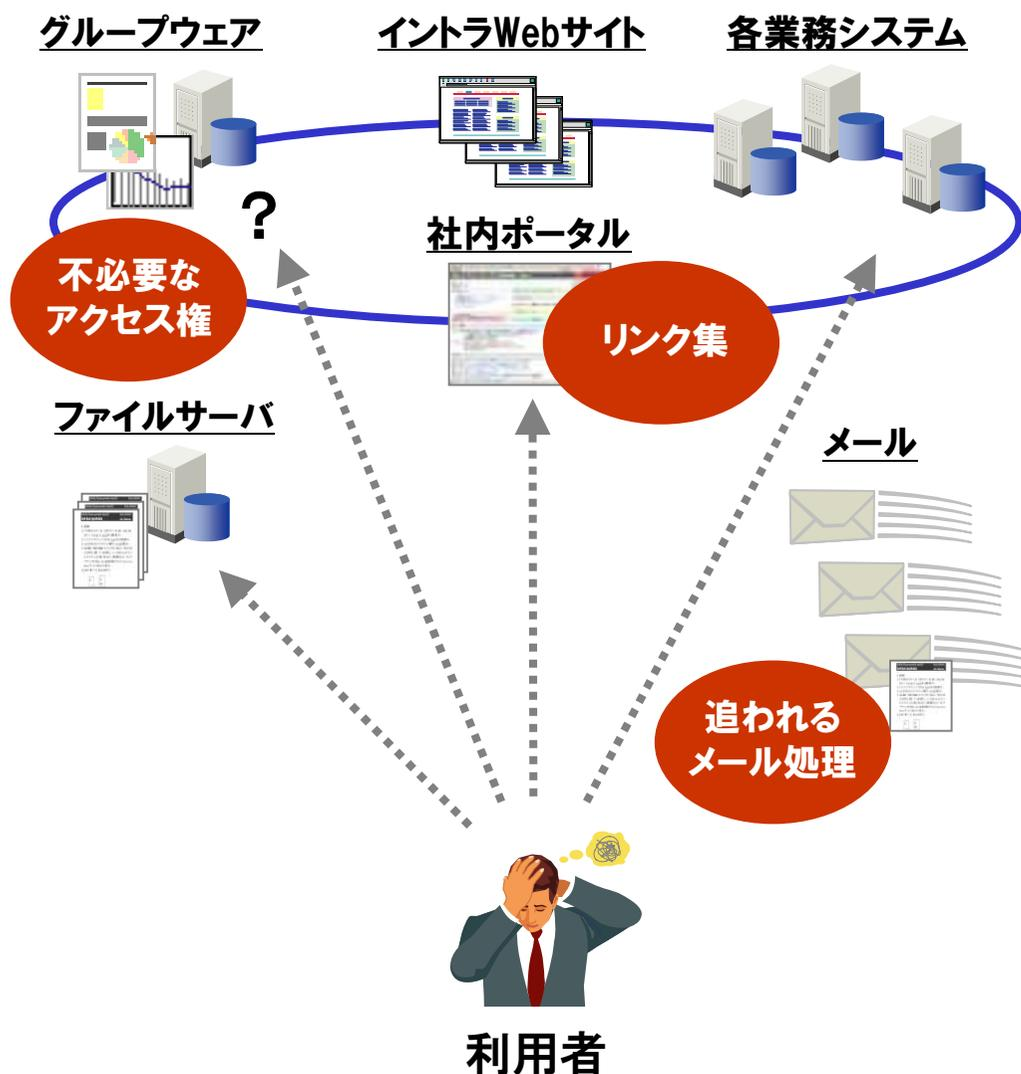 グループウェア
イントラWebサイト
各業務システム
?
社内ポータル
不必要な
アクセス権
リンク集
ファイルサーバ
メール
追われる
メール処理
利用者